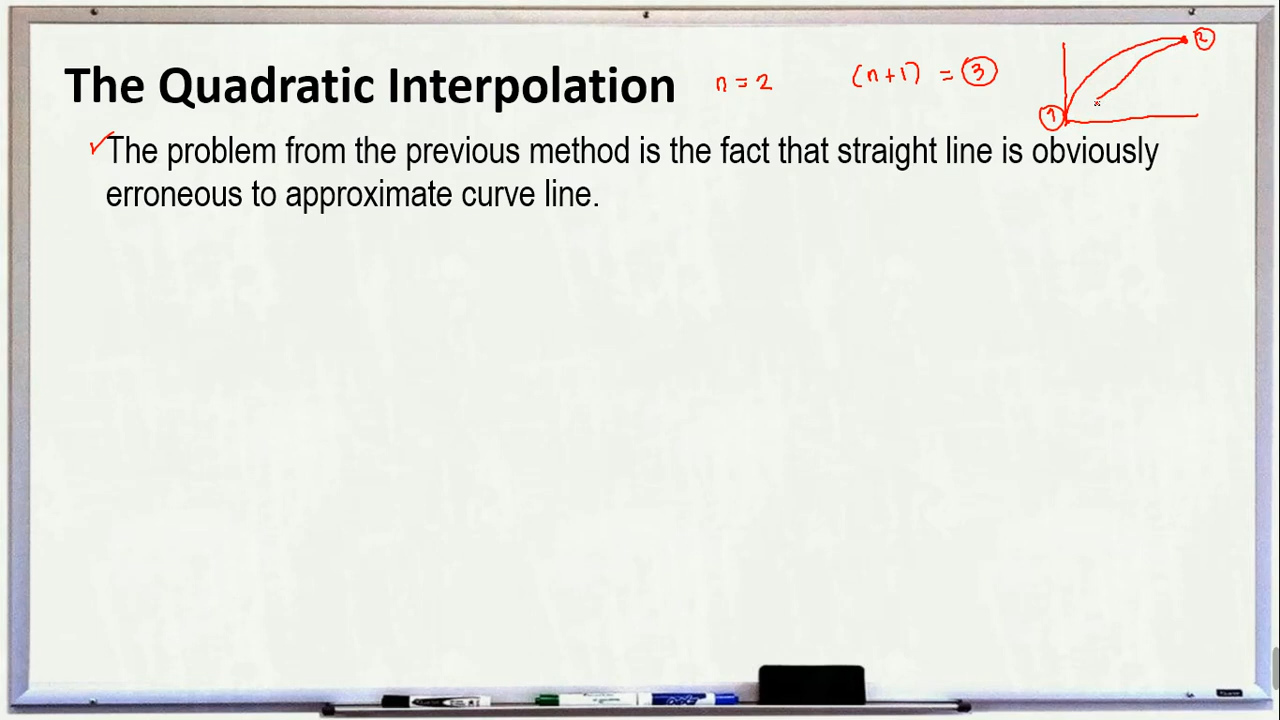 The Quadratic Interpolation n = 2 (n+1) = 3
2
1
✓The problem from the previous method is the fact that straight line is obviously
erroneous to approximate curve line.